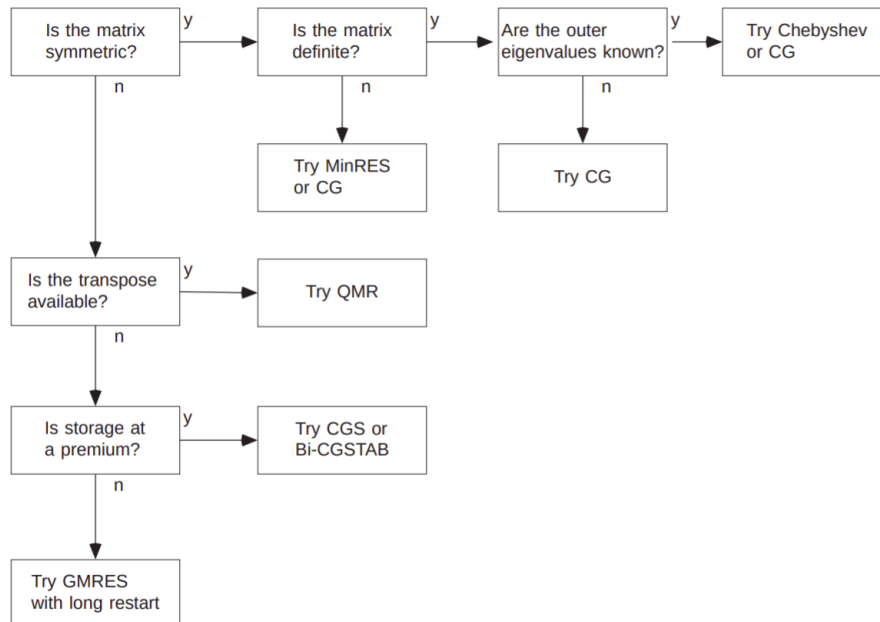 Is the matrix
symmetric?
y
Is the matrix
definite?
y
Are the outer
eigenvalues known?
y
Try Chebyshev
or CG
n
n
n
Try MinRES
or CG
Try CG
Is the transpose
available?
y
Try QMR
n
Is storage at
a premium?
y
Try CGS or
Bi-CGSTAB
n
Try GMRES
with long restart